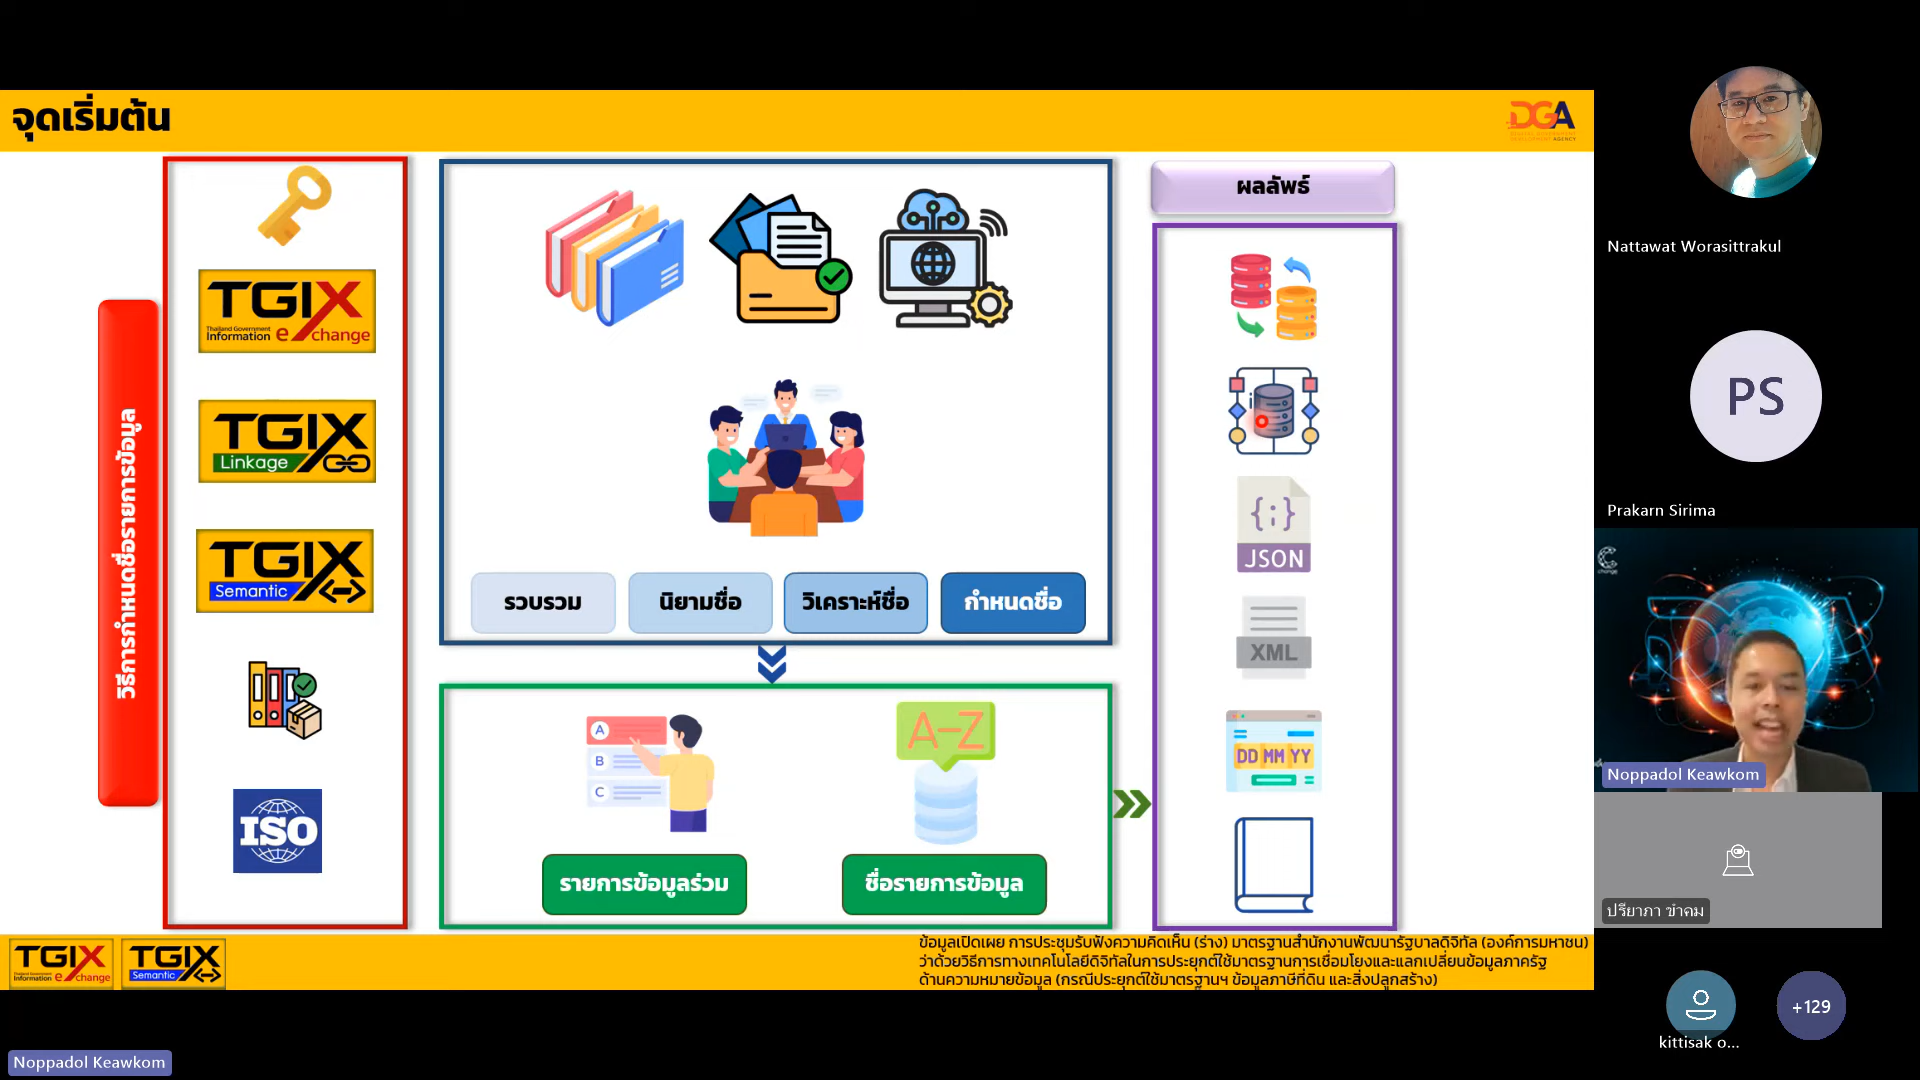 จุดเริ่มต้น
DGA
AGENCY
วิธีการกำหนดชื่อรายการข้อมูล
TGIX
Thailand Government
Information eXchange
TGIX
Linkage
TGIX
Semantic
ISO
รวบรวม
นิยามชื่อ
วิเคราะห์ชื่อ
กำหนดชื่อ
A
B
C
A-Z
รายการข้อมูลร่วม
ชื่อรายการข้อมูล
ผลลัพธ์
{;}
JSON
XML
DD MM YY
TGIX
Thailand Government
Information eXchange
TGIX
Semantic
ข้อมูลเปิดเผย การประชุมรับฟังความคิดเห็น (ร่าง) มาตรฐานสำนักงานพัฒนารัฐบาลดิจิทัล (องค์การมหาชน)
ว่าด้วยวิธีการทางเทคโนโลยีดิจิทัลในการประยุกต์ใช้มาตรฐานการเชื่อมโยงและแลกเปลี่ยนข้อมูลภาครัฐ
ด้านความหมายข้อมูล (กรณีประยุกต์ใช้มาตรฐานฯ ข้อมูลภาษีที่ดิน และสิ่งปลูกสร้าง)
Nattawat Worasittrakul
PS
Prakarn Sirima
Noppadol Keawkom
ปรียาภา ขำคม
kittisak o...
+129
Noppadol Keawkom